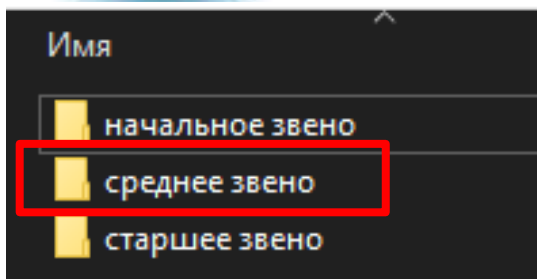 Имя
начальное звено
среднее звено
старшее звено